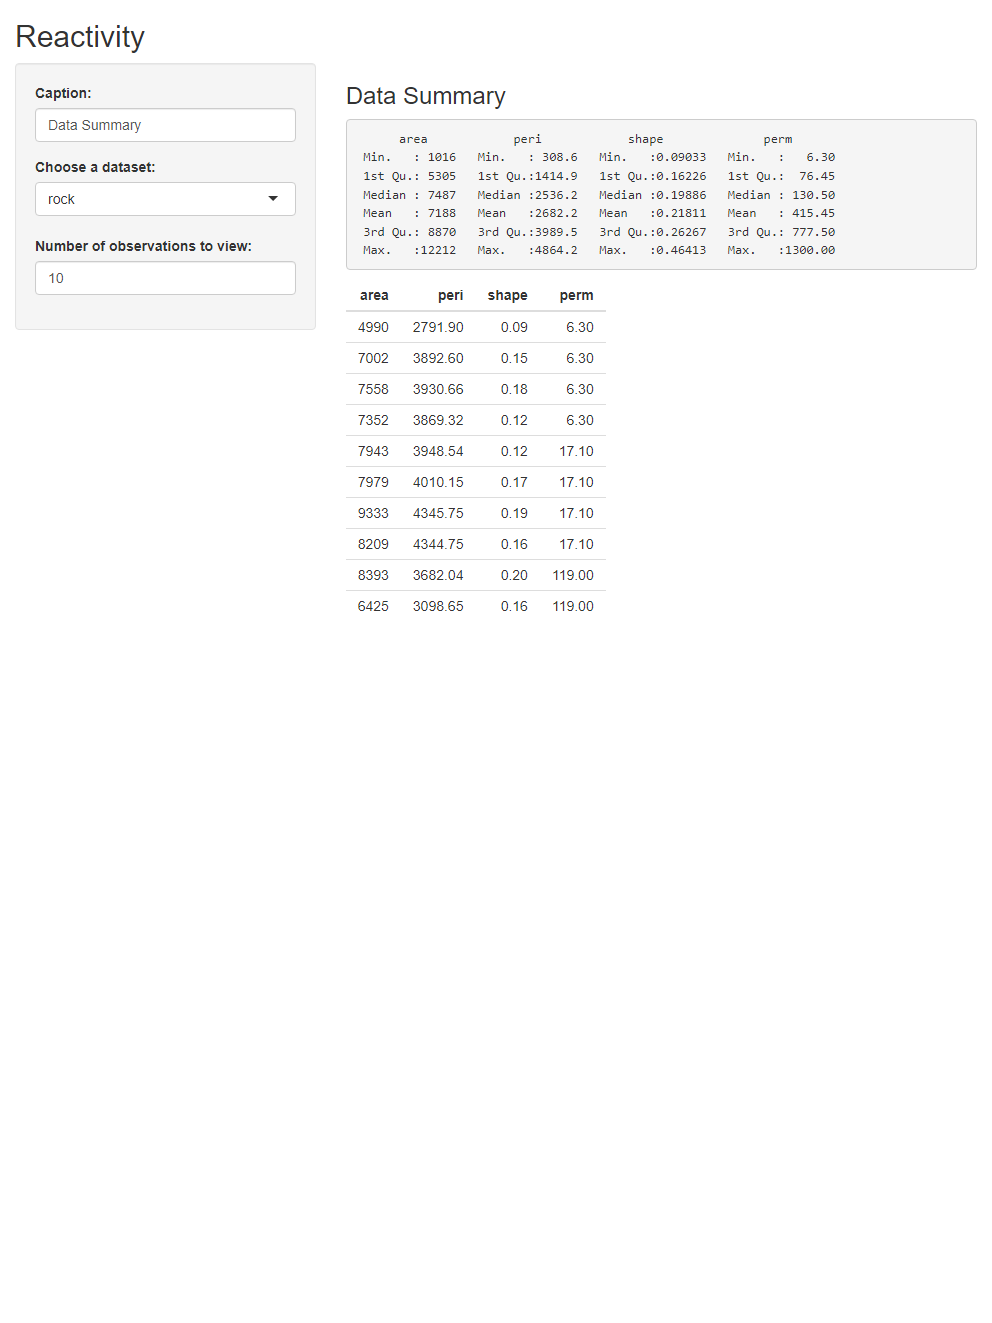 Reactivity
Caption:
Data Summary
Choose a dataset:
rock
Number of observations to view:
10
Data Summary
area peri shape perm
Min. : 1016 Min. : 308.6 Min. :0.09033 Min. : 6.30
1st Qu.: 5305 1st Qu.:1414.9 1st Qu.:0.16226 1st Qu.: 76.45
Median : 7487 Median :2536.2 Median :0.19886 Median : 130.50
Mean : 7188 Mean :2682.2 Mean :0.21811 Mean : 415.45
3rd Qu.: 8870 3rd Qu.:3989.5 3rd Qu.:0.26267 3rd Qu.: 777.50
Max. :12212 Max. :4864.2 Max. :0.46413 Max. :1300.00
area peri shape perm
4990 2791.90 0.09 6.30
7002 3892.60 0.15 6.30
7558 3930.66 0.18 6.30
7352 3869.32 0.12 6.30
7943 3948.54 0.12 17.10
7979 4010.15 0.17 17.10
9333 4345.75 0.19 17.10
8209 4344.75 0.16 17.10
8393 3682.04 0.20 119.00
6425 3098.65 0.16 119.00